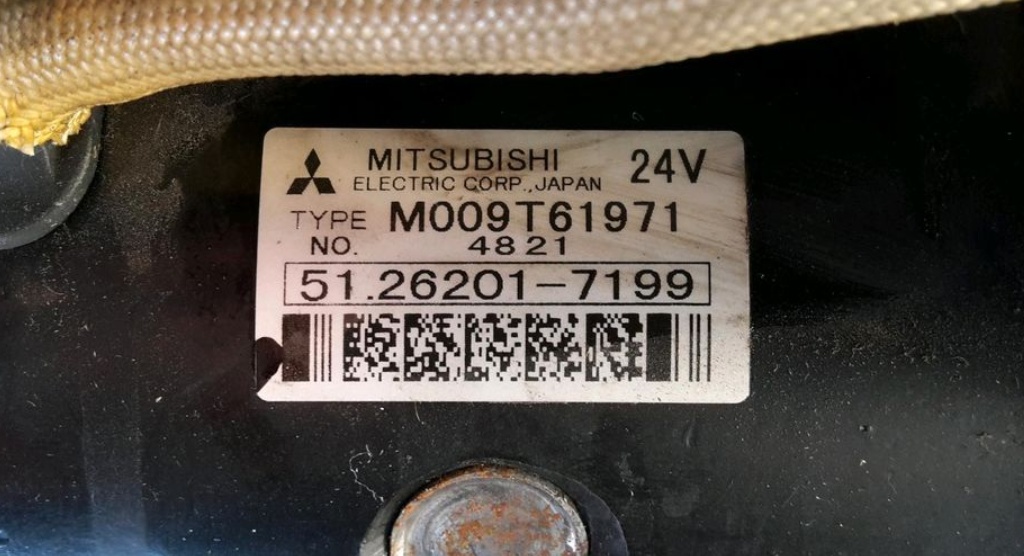 MITSUBISHI 24V
ELECTRIC CORP., JAPAN
TYPE M009T61971
NO. 4821
51.26201-7199